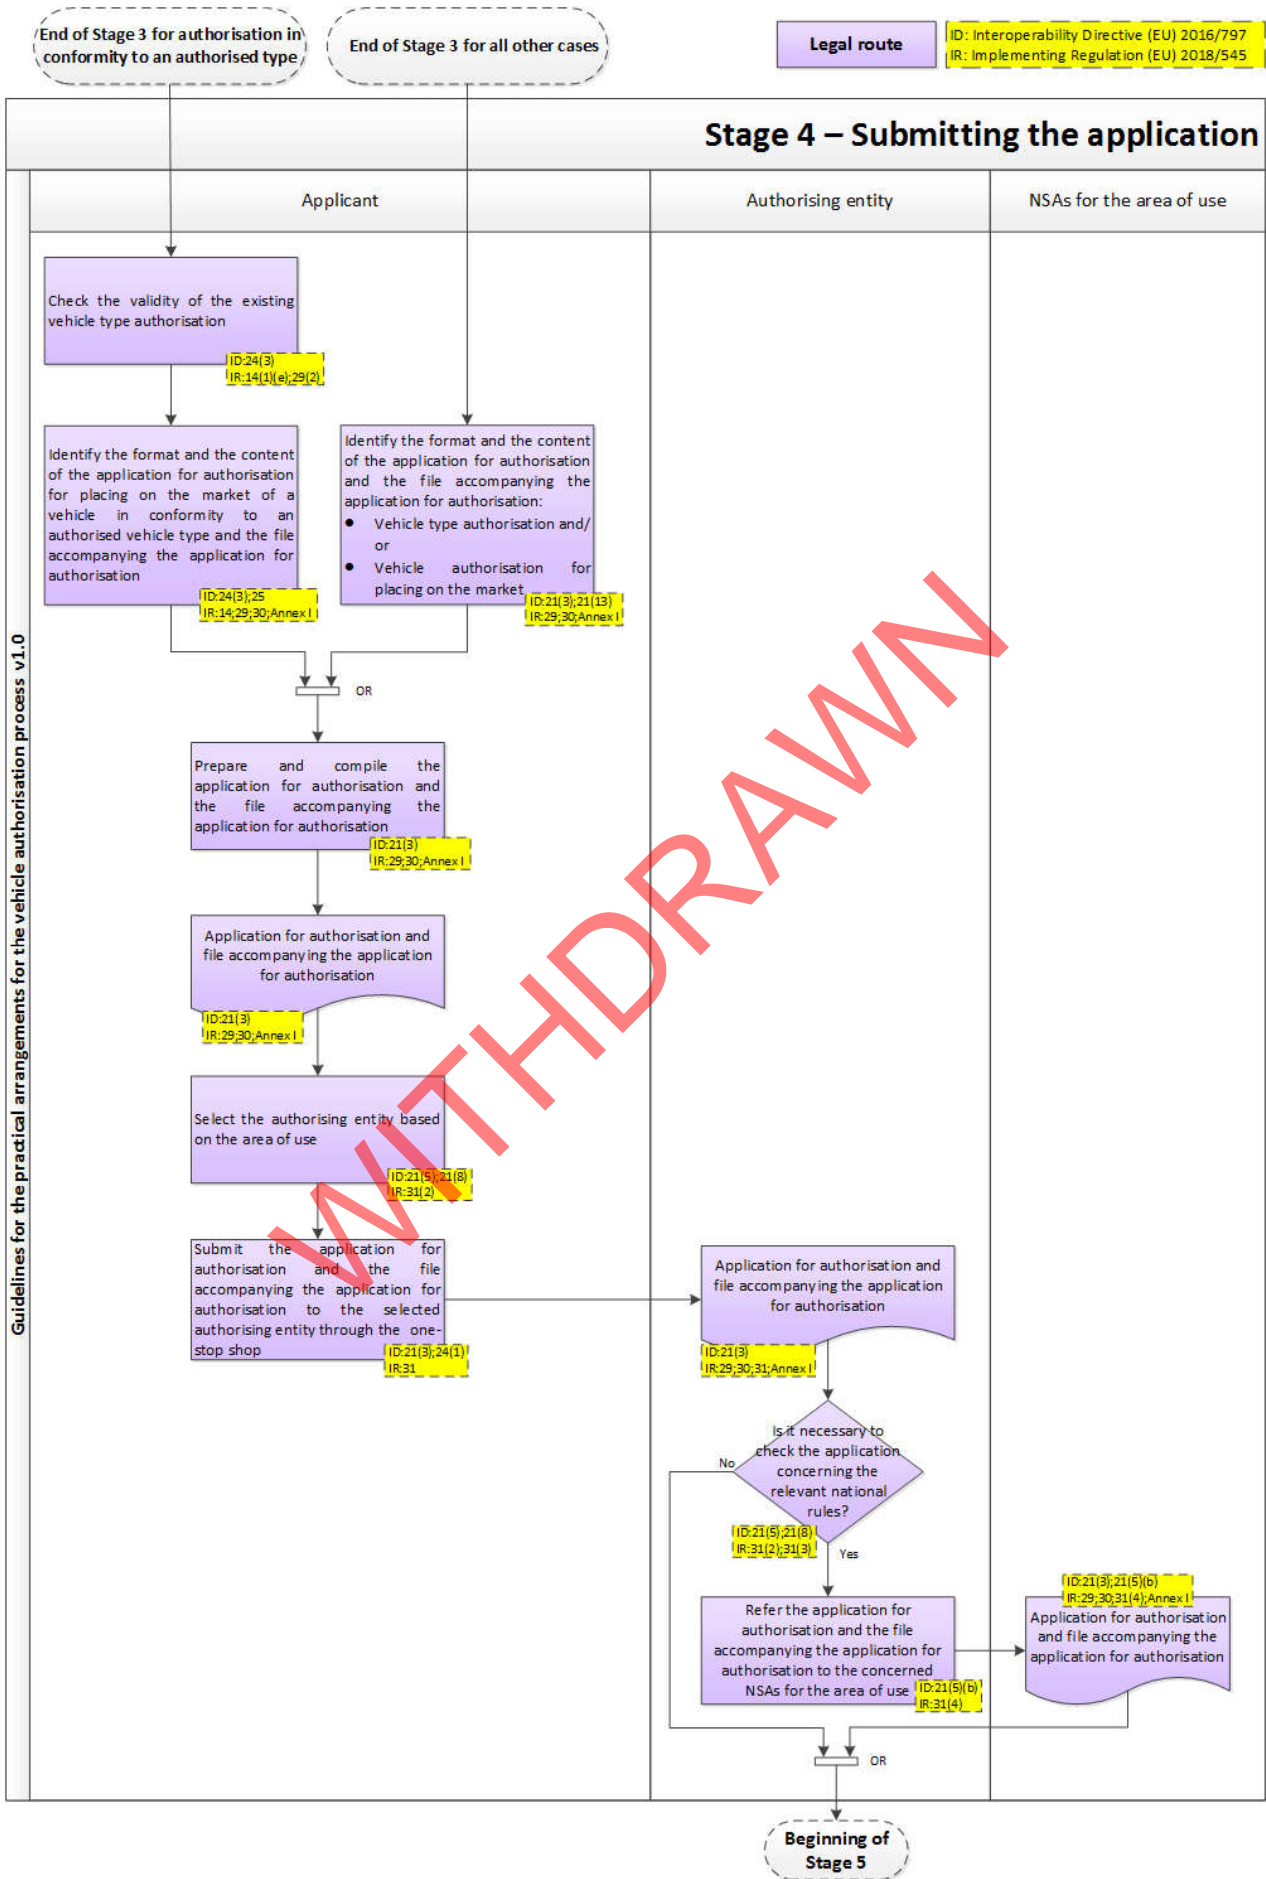 End of Stage 3 for authorisation in
conformity to an authorised type
End of Stage 3 for all other cases
Legal route
ID: Interoperability Directive (EU) 2016/797
IR: Implementing Regulation (EU) 2018/545
Stage 4 – Submitting the application
Applicant
Authorising entity
NSAs for the area of use
Guidelines for the practical arrangements for the vehicle authorisation process v1.0
Check the validity of the existing
vehicle type authorisation
ID:24(3)
IR:14(1)(e);29(2)
Identify the format and the content
of the application for authorisation
for placing on the market of a
vehicle in conformity to an
authorised vehicle type and the file
accompanying the application for
authorisation
ID:24(3);25
IR:14;29;30;Annex I
Identify the format and the content
of the application for authorisation
and the file accompanying the
application for authorisation:
● Vehicle type authorisation and/
or
● Vehicle authorisation for
placing on the market
ID:21(3);21(13)
IR:29;30;Annex I
OR
Prepare and compile the
application for authorisation and
the file accompanying the
application for authorisation
ID:21(3)
IR:29;30;Annex I
Application for authorisation and
file accompanying the application
for authorisation
ID:21(3)
IR:29;30;Annex I
Select the authorising entity based
on the area of use
ID:21(5);21(8)
IR:31(2)
Submit the application for
authorisation and the file
accompanying the application for
authorisation to the selected
authorising entity through the one-
stop shop
ID:21(3);24(1)
IR:31
Application for authorisation and
file accompanying the application
for authorisation
ID:21(3)
IR:29;30;31;Annex I
Is it necessary to
check the application
concerning the
relevant national
rules?
No
ID:21(5);21(8)
IR:31(2);31(3)
Yes
Refer the application for
authorisation and the file
accompanying the application for
authorisation to the concerned
NSAs for the area of use
ID:21(5)(b)
IR:31(4)
ID:21(3);21(5)(b)
IR:29;30;31(4);Annex I
Application for authorisation
and file accompanying the
application for authorisation
OR
Beginning of
Stage 5
WITHDRAWN